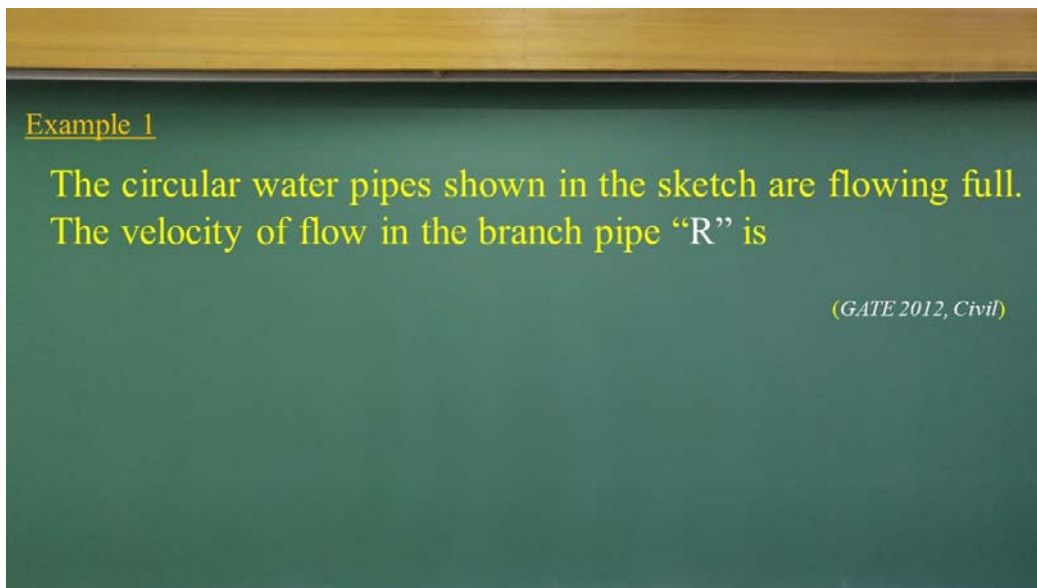 Example 1
The circular water pipes shown in the sketch are flowing full.
The velocity of flow in the branch pipe “R” is
(GATE 2012, Civil)